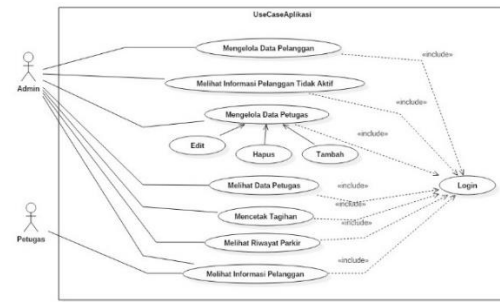 UseCaseAplikasi
Mengelola Data Pelanggan
«include»
Admin
Melihat Informasi Pelanggan Tidak Aktif
«include»
Mengelola Data Petugas
«include»
Edit
Hapus
Tambah
Melihat Data Petugas
«include»
Login
«include»
Mencetak Tagihan
Petugas
Melihat Riwayat Parkir
«include»
Melihat Informasi Pelanggan
«include»